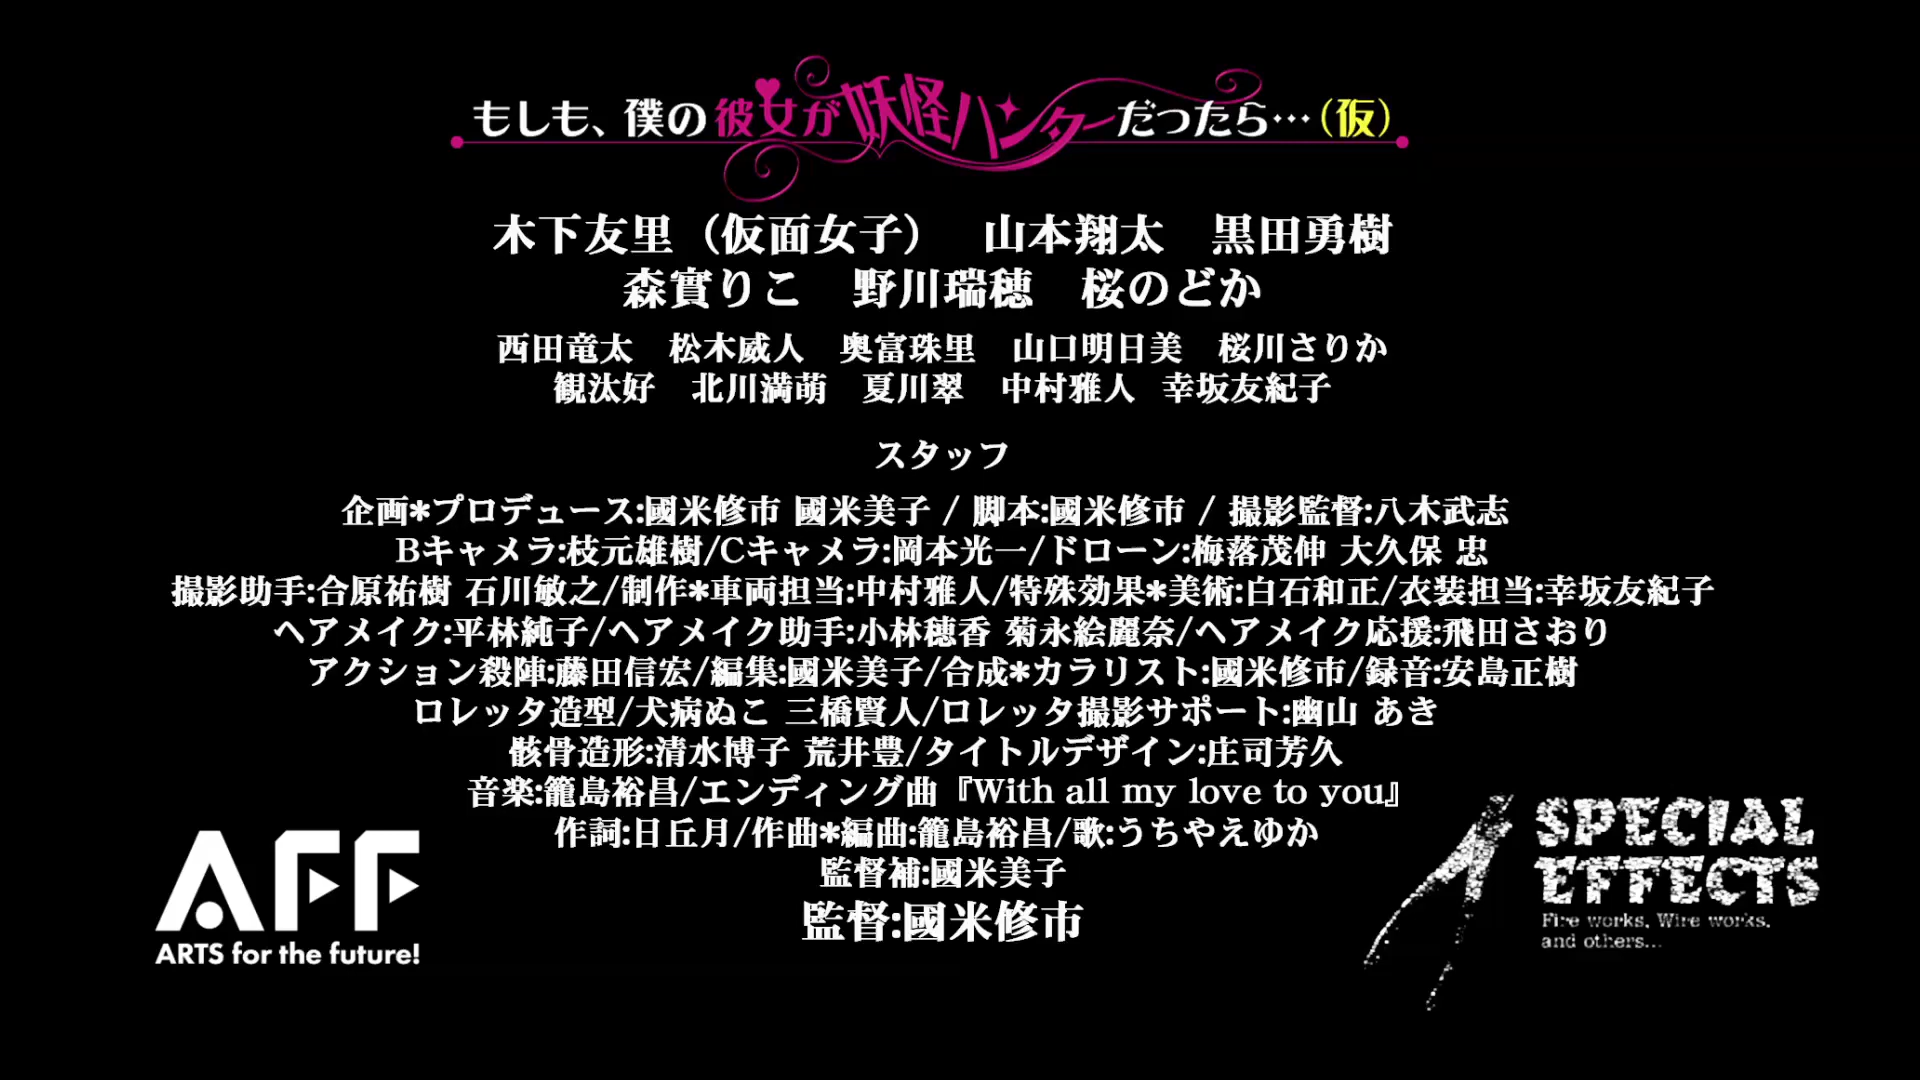 もしも、僕の彼女が妖怪ハンターだったら…（仮）
木下友里（仮面女子）　山本翔太　黒田勇樹
森實りこ　野川瑞穂　桜のどか
西田竜太　松木威人　奥富珠里　山口明日美　桜川さりか
観汰好　北川満萌　夏川翠　中村雅人　幸坂友紀子
スタッフ
企画*プロデュース:國米修市 國米美子 / 脚本:國米修市 / 撮影監督:八木武志
Bキャメラ:枝元雄樹/Cキャメラ:岡本光一/ドローン:梅落茂伸 大久保 忠
撮影助手:合原祐樹 石川敏之/制作*車両担当:中村雅人/特殊効果*美術:白石和正/衣装担当:幸坂友紀子
ヘアメイク:平林純子/ヘアメイク助手:小林穂香 菊永絵麗奈/ヘアメイク応援:飛田さおり
アクション殺陣:藤田信宏/編集:國米美子/合成*カラリスト:國米修市/録音:安島正樹
ロレッタ造型/犬病ぬこ 三橋賢人/ロレッタ撮影サポート:幽山 あき
骸骨造形:清水博子 荒井豊/タイトルデザイン:庄司芳久
音楽:籠島裕昌/エンディング曲『With all my love to you』
作詞:日丘月/作曲*編曲:籠島裕昌/歌:うちやえゆか
監督補:國米美子
監督:國米修市
AFF
ARTS for the future!
SPECIAL
EFFECTS
Fire works, Wire works,
and others...